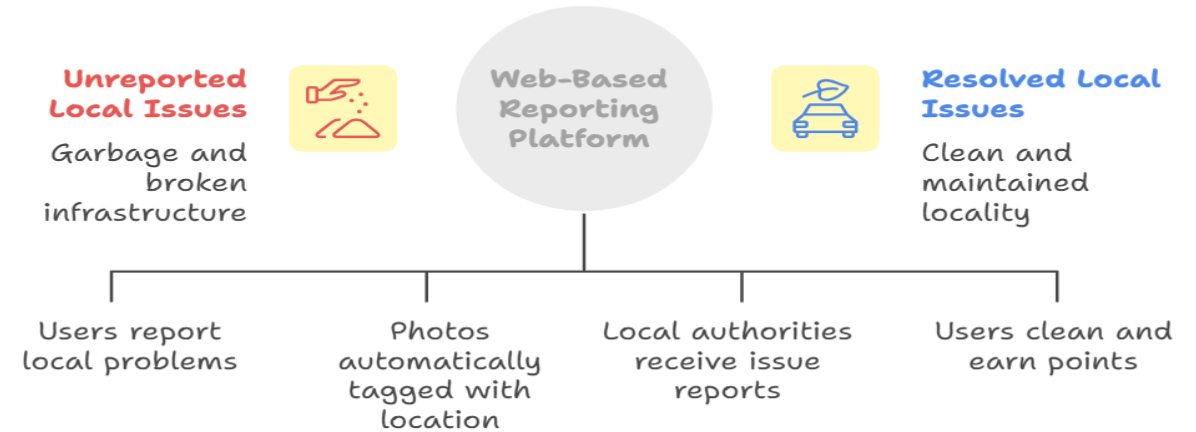 Unreported
Local Issues
Garbage and
broken
infrastructure
Web-Based
Reporting
Platform
Resolved Local
Issues
Clean and
maintained
locality
Users report
local problems
Photos
automatically
tagged with
location
Local authorities
receive issue
reports
Users clean and
earn points